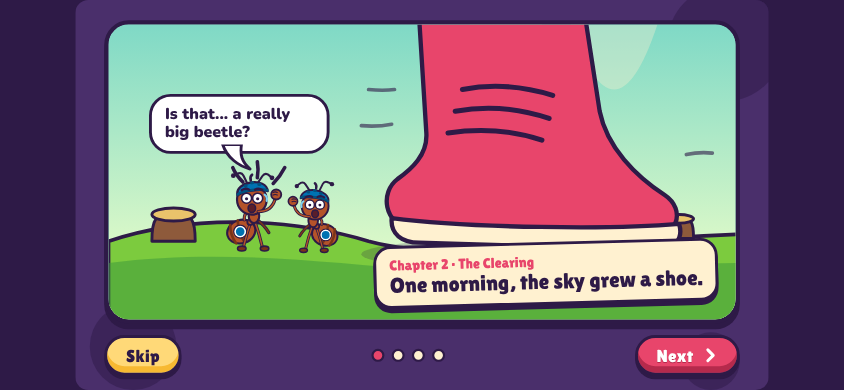 Is that... a really
big beetle?
Chapter 2 · The Clearing
One morning, the sky grew a shoe.
Skip
Next